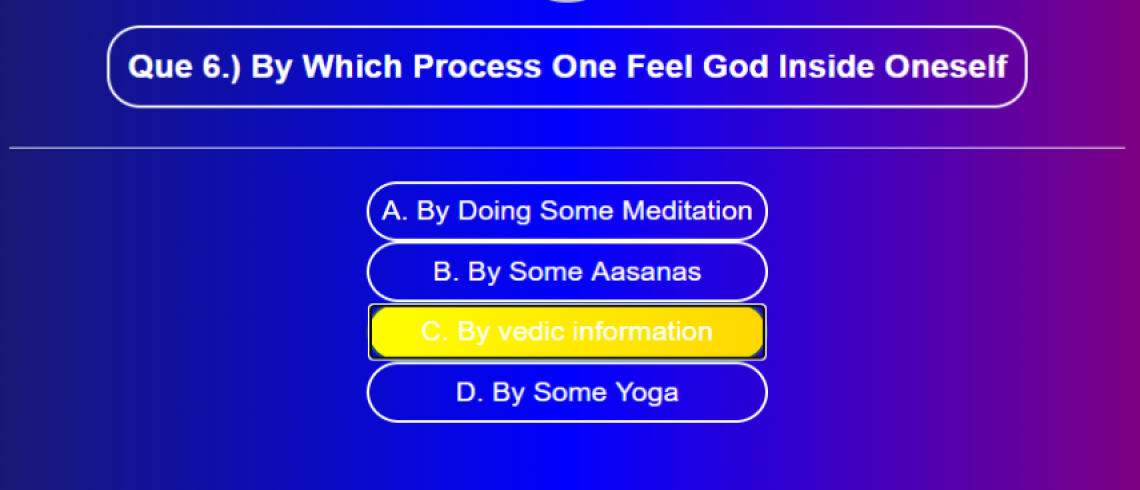 Que 6.) By Which Process One Feel God Inside Oneself
A. By Doing Some Meditation
B. By Some Aasanas
C. By vedic information
D. By Some Yoga